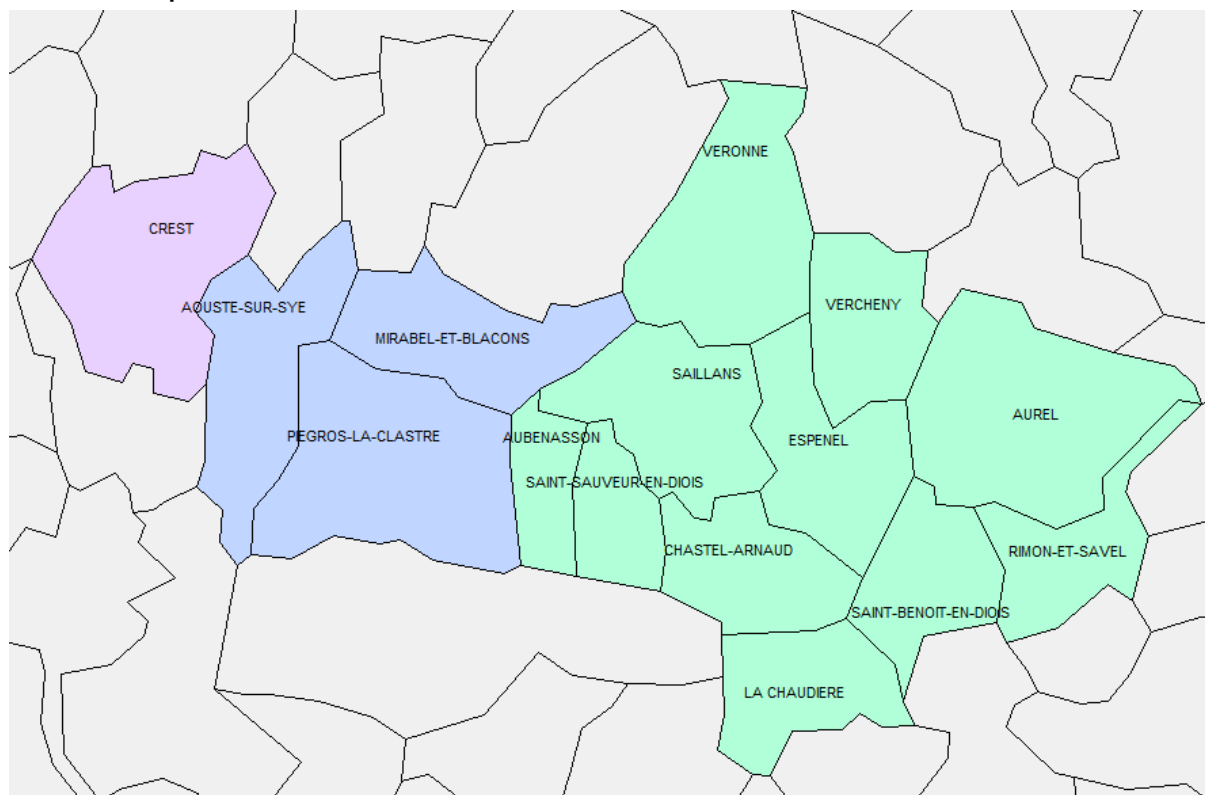 VERONNE
CREST
VERCHENY
AOUSTE-SUR-SYE
MIRABEL-ET-BLACONS
SAILLANS
AUREL
PIEGROS-LA-CLASTRE
AUBENASSON
ESPENEL
SAINT-SAUVEUR-EN-DIOIS
CHASTEL-ARNAUD
RIMON-ET-SAVEL
SAINT-BENOIT-EN-DIOIS
LA CHAUDIERE